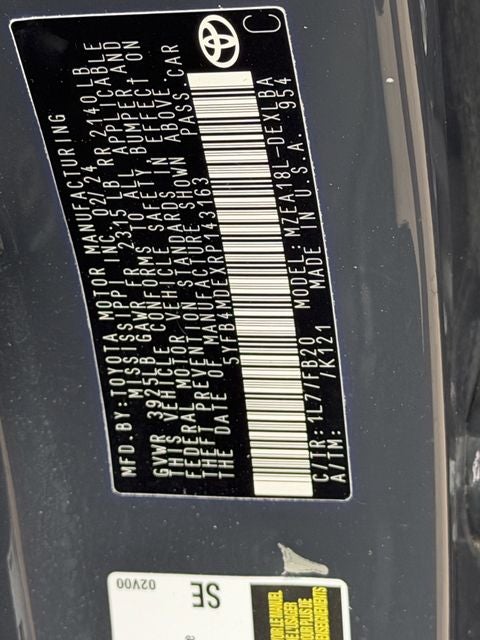 MFD. BY: TOYOTA MOTOR MANUFACTURING
MISSISSIPPI INC. 02/24
GVWR 3925LB GAWR FR 2315LB RR 2140LB
THIS VEHICLE CONFORMS TO ALL APPLICABLE
FEDERAL MOTOR VEHICLE SAFETY, BUMPER, AND
THEFT PREVENTION STANDARDS IN EFFECT ON
THE DATE OF MANUFACTURE SHOWN ABOVE.
5YFB4MDEXRP143163 PASS. CAR
C/TR: 1L7/FB20 MODEL: MZEA18L-DEXLBA
A/TM: /K121 MADE IN U.S.A. 954
C
02V00
SE